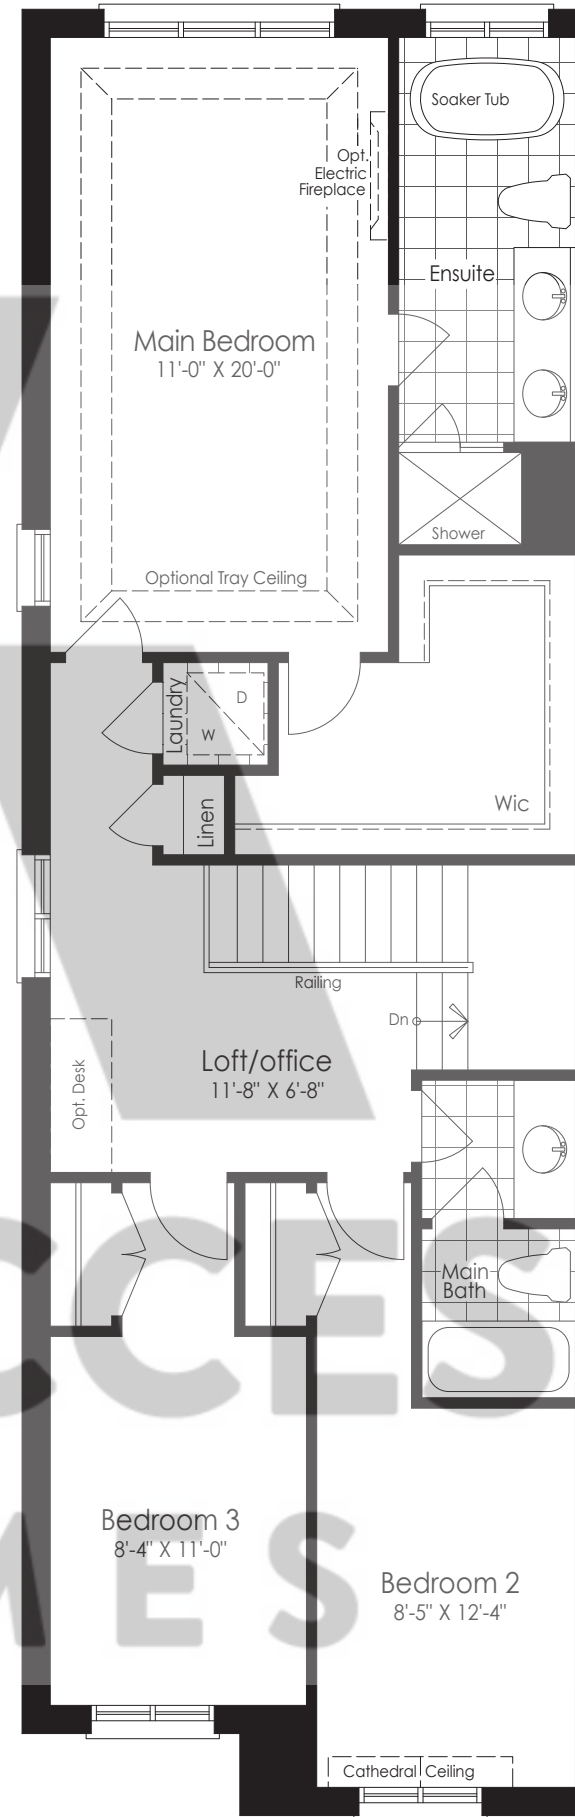 Soaker Tub
Opt.
Electric
Fireplace
Ensuite
Main Bedroom
11'-0" X 20'-0"
Shower
Optional Tray Ceiling
Laundry
D
W
Linen
Wic
Railing
Dn
Loft/office
11'-8" X 6'-8"
Opt. Desk
Main
Bath
CCES
Bedroom 3
8'-4" X 11'-0"
MES
Bedroom 2
8'-5" X 12'-4"
Cathedral Ceiling